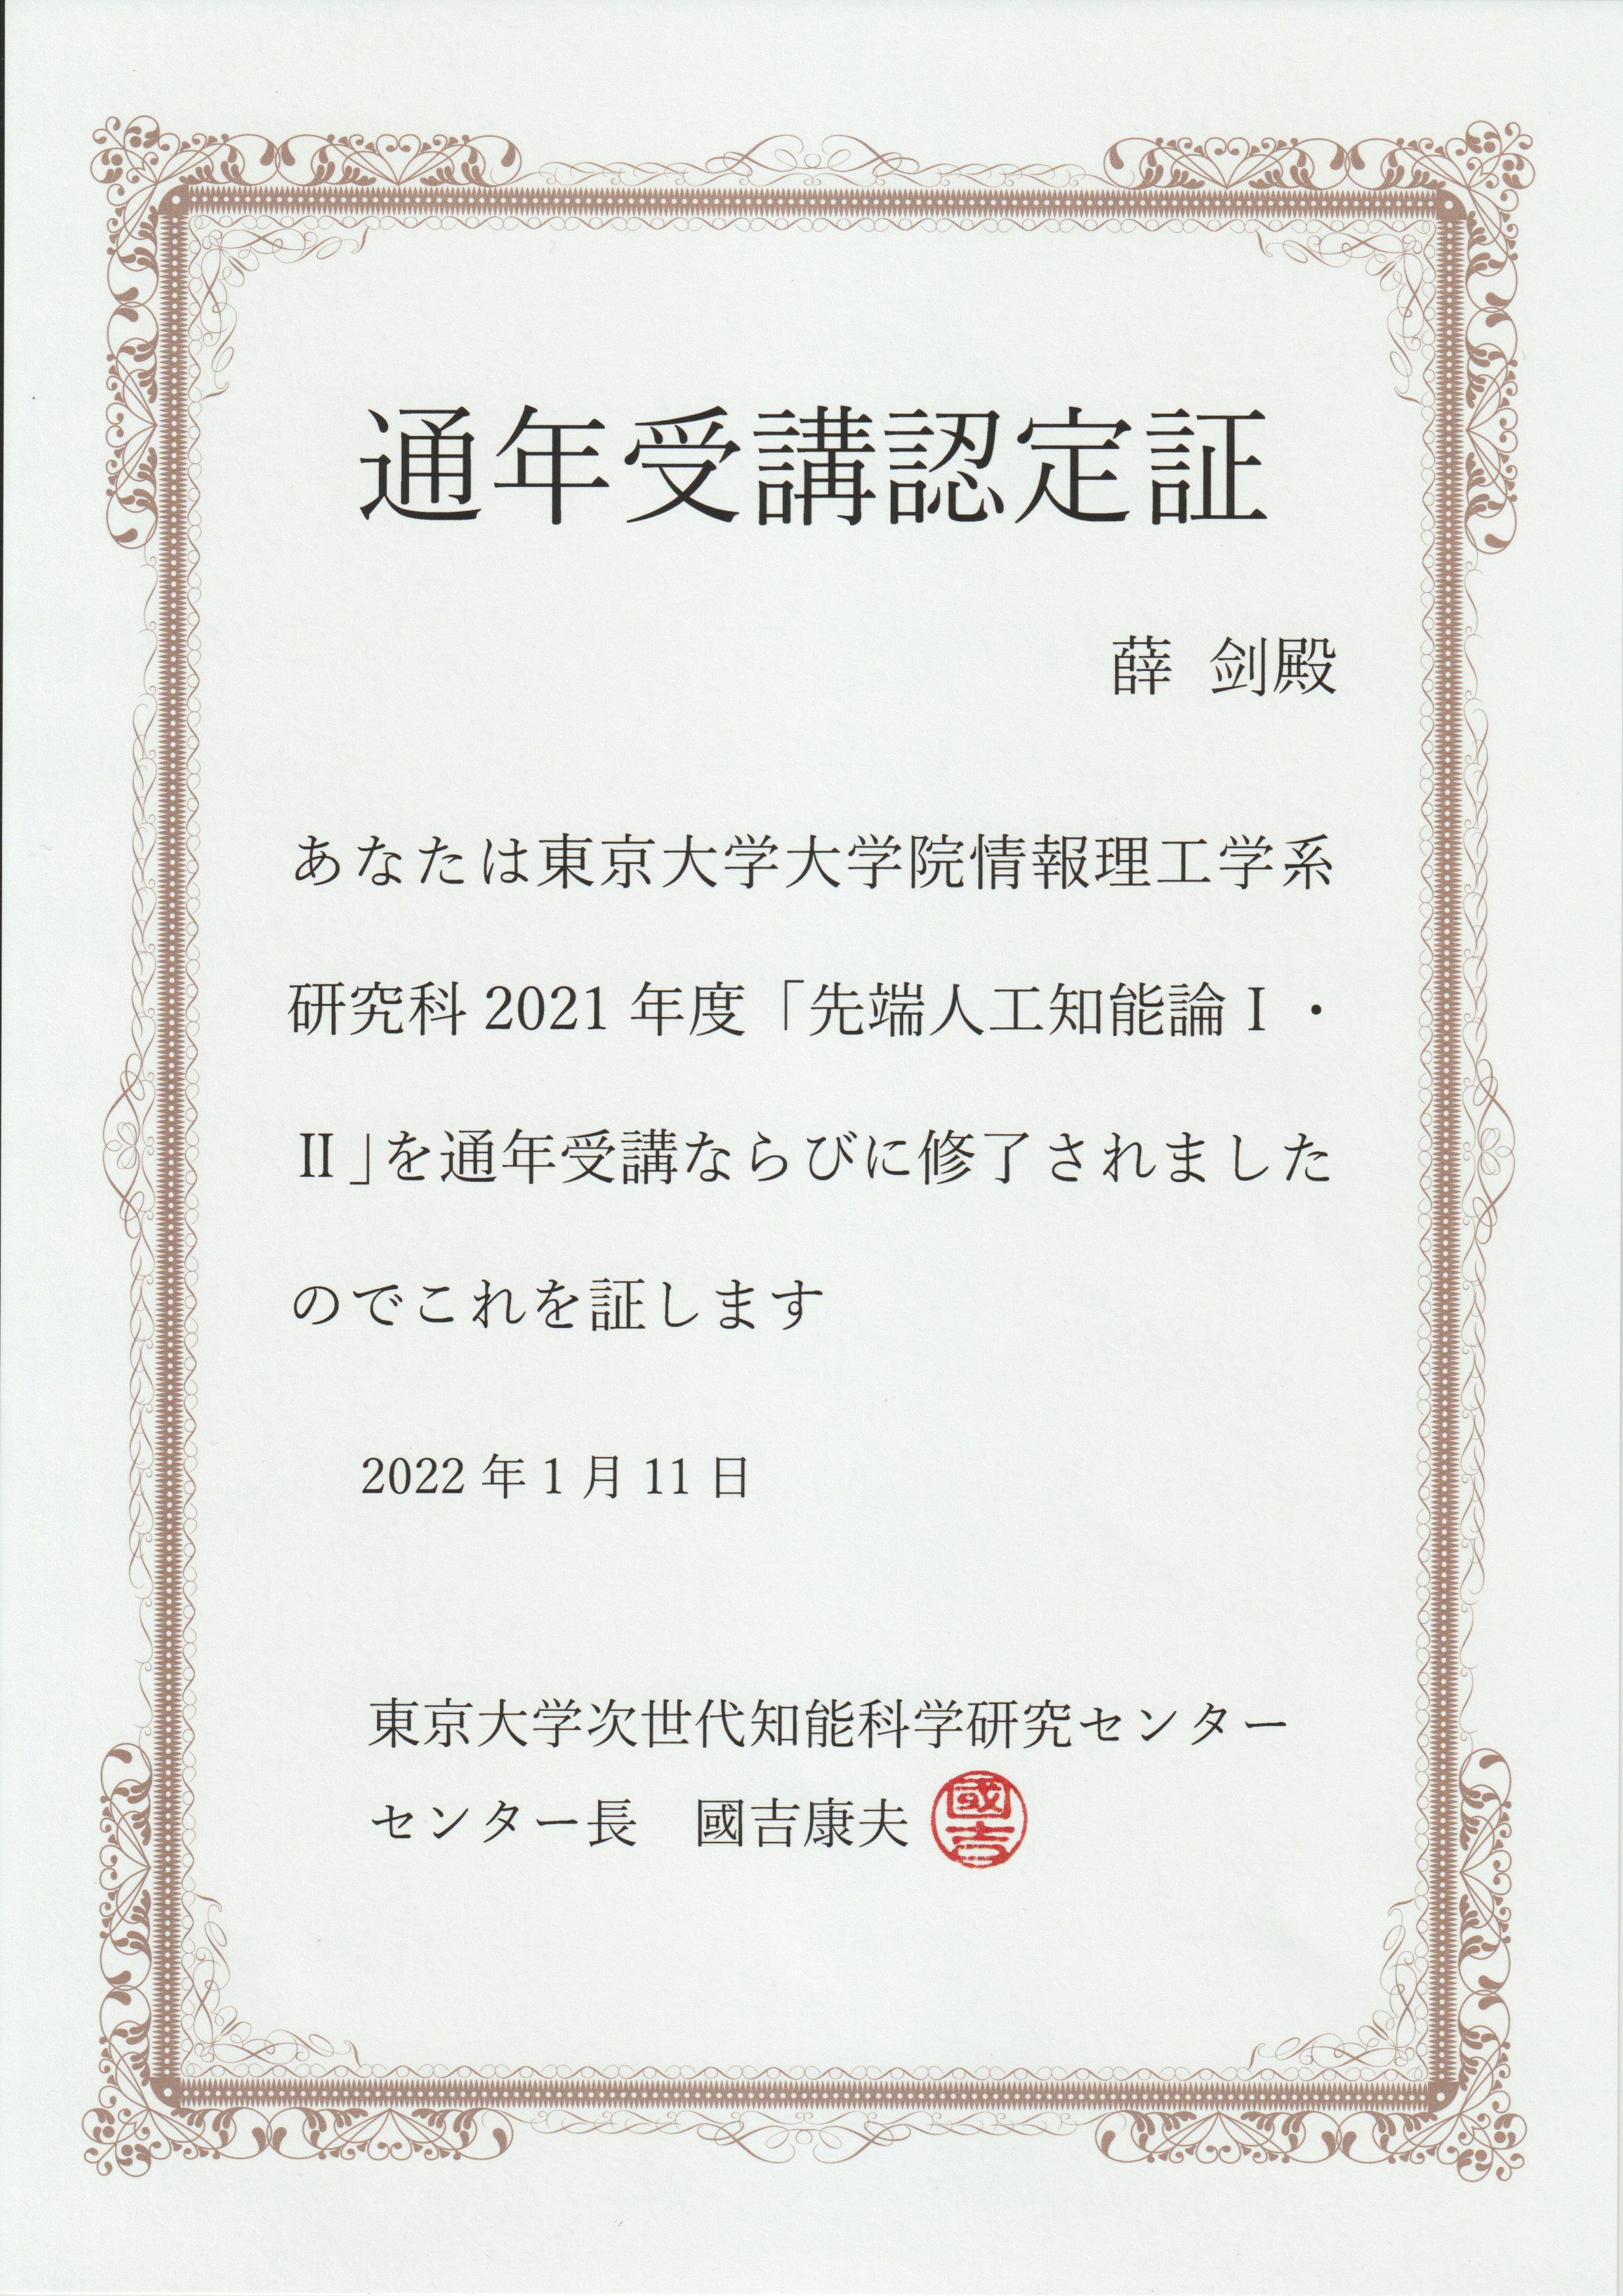 通年受講認定証
薛 剑殿
あなたは東京大学大学院情報理工学系
研究科 2021 年度「先端人工知能論Ⅰ・
Ⅱ」を通年受講ならびに修了されました
のでこれを証します
2022 年 1 月 11 日
東京大学次世代知能科学研究センター
センター長　國吉康夫
國吉